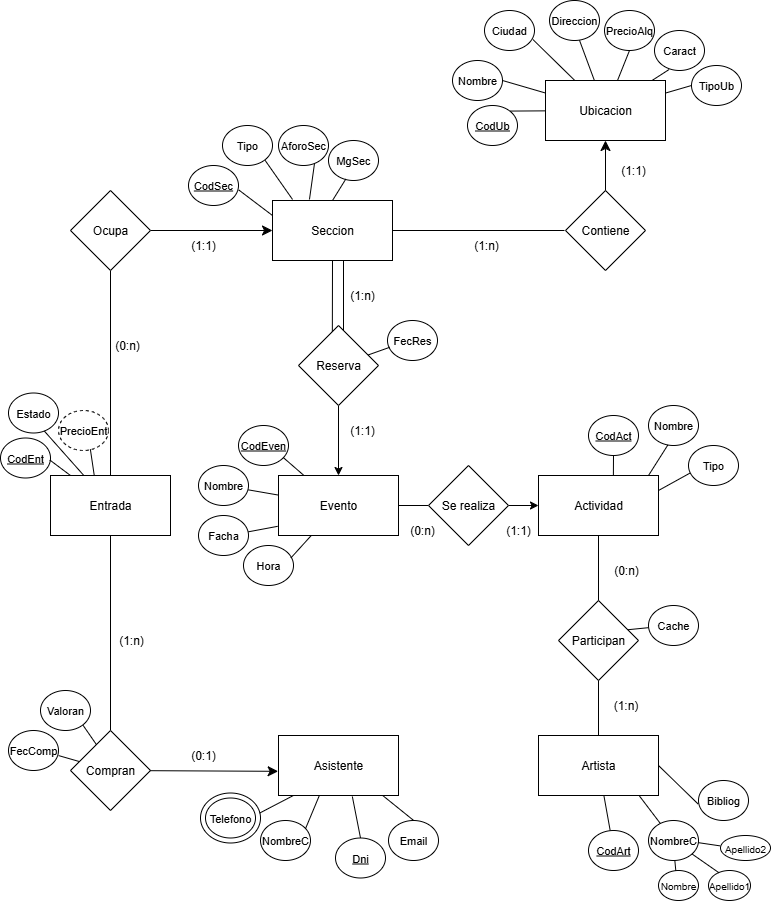 Direccion
Ciudad
PrecioAlq
Caract
Nombre
TipoUb
Ubicacion
CodUb
Tipo
AforoSec
MgSec
(1:1)
CodSec
Ocupa
Seccion
Contiene
(1:1)
(1:n)
(1:n)
FecRes
(0:n)
Reserva
Estado
PrecioEnt
Nombre
(1:1)
CodAct
CodEven
CodEnt
Tipo
Nombre
Entrada
Evento
Se realiza
Actividad
(0:n)
(1:1)
Facha
Hora
(0:n)
Cache
(1:n)
Participan
(1:n)
Valoran
FecComp
(0:1)
Compran
Asistente
Artista
Bibliog
Telefono
NombreC
Email
NombreC
Apellido2
CodArt
Dni
Nombre
Apellido1